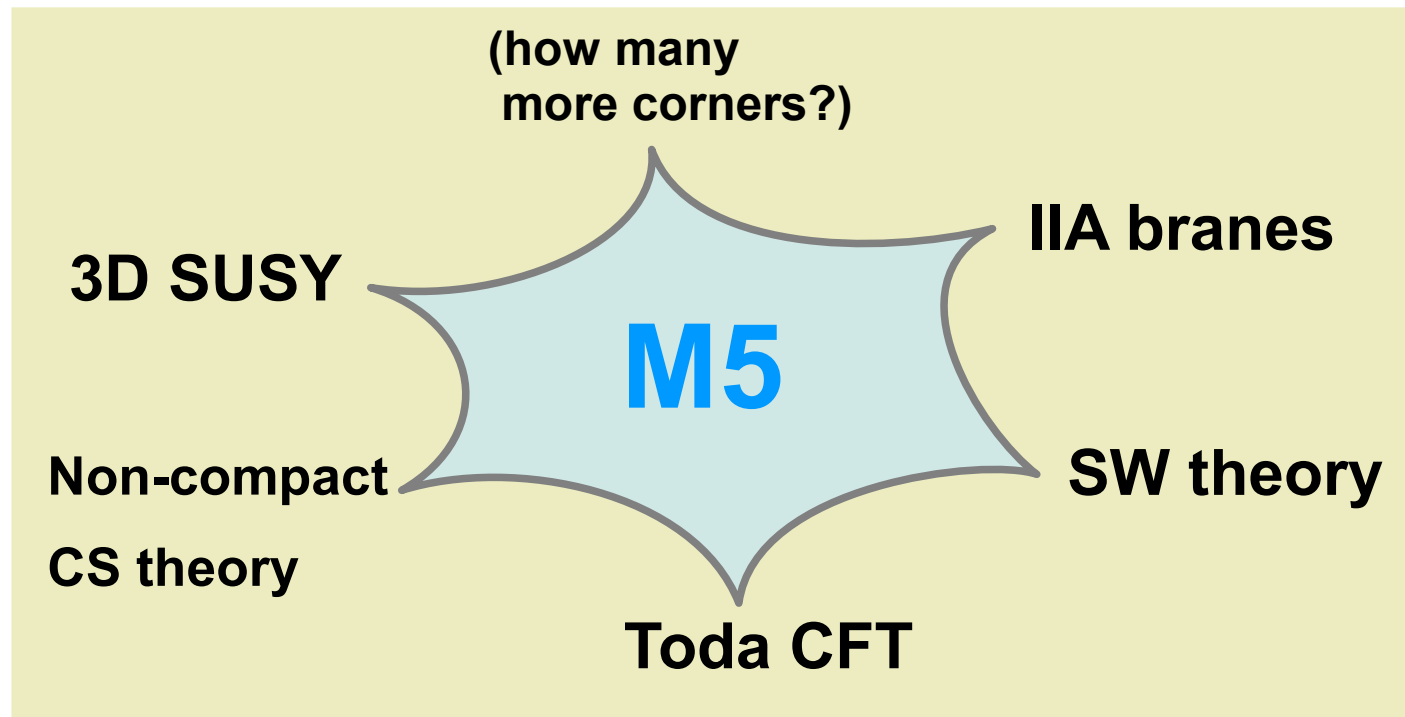 (how many
more corners?)
IIA branes
3D SUSY
M5
Non-compact
CS theory
SW theory
Toda CFT